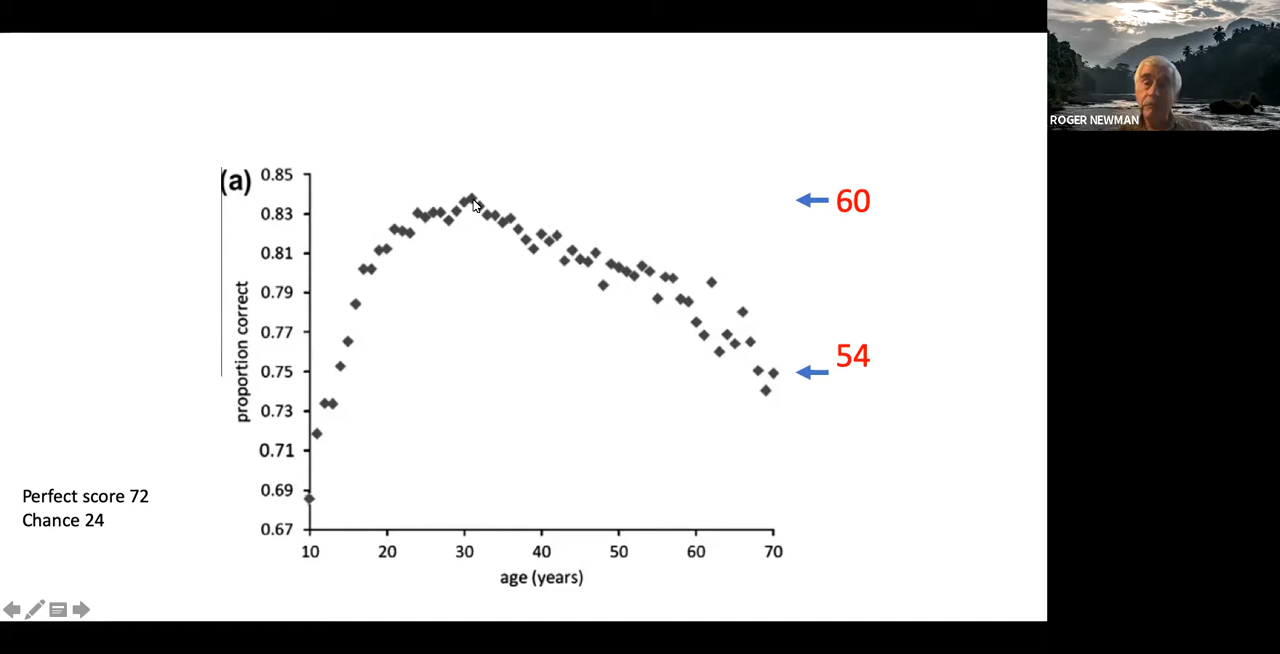 ROGER NEWMAN
(a)
0.85
0.83
0.81
0.79
0.77
0.75
0.73
0.71
0.69
0.67
proportion correct
10 20 30 40 50 60 70
age (years)
60
54
Perfect score 72
Chance 24